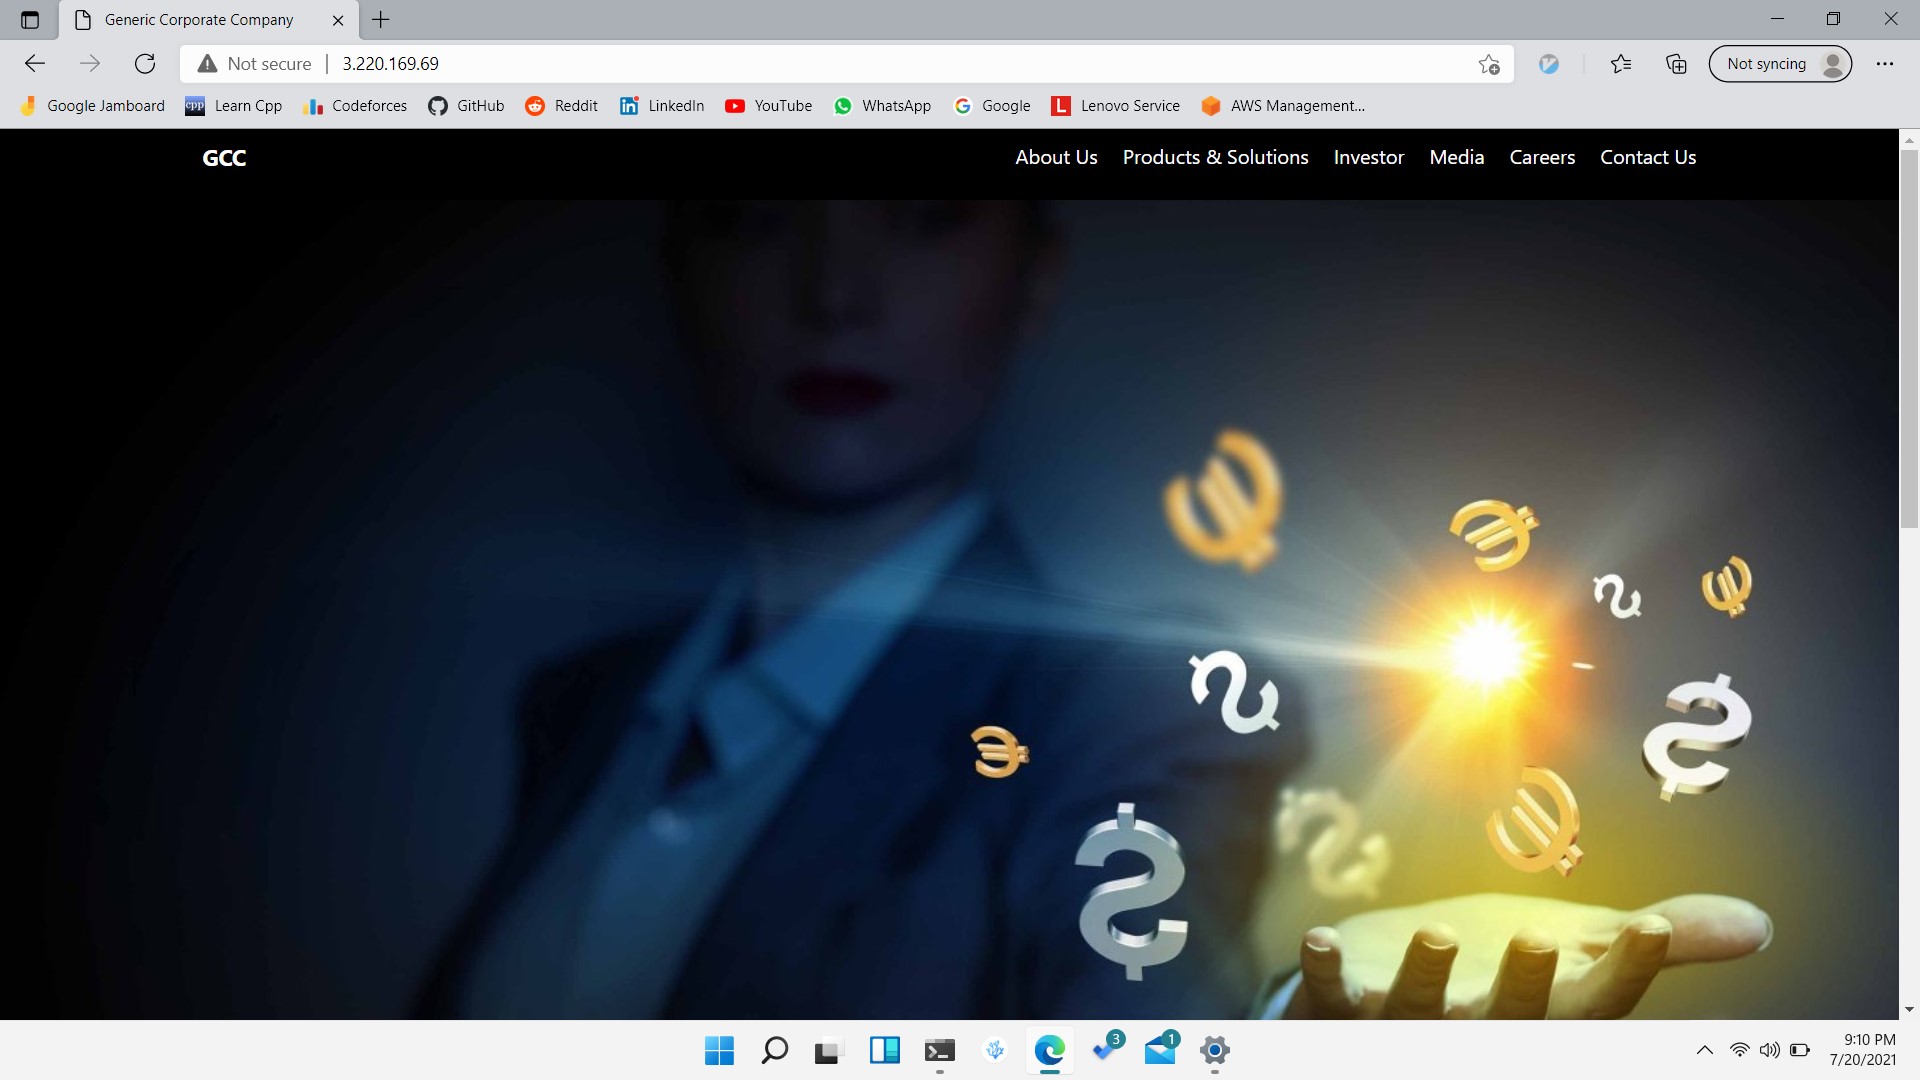 Generic Corporate Company
Not secure 3.220.169.69
Not syncing
Google Jamboard cpp Learn Cpp Codeforces GitHub Reddit in LinkedIn YouTube WhatsApp G Google L Lenovo Service AWS Management...
GCC About Us Products & Solutions Investor Media Careers Contact Us
3 1
9:10 PM
7/20/2021